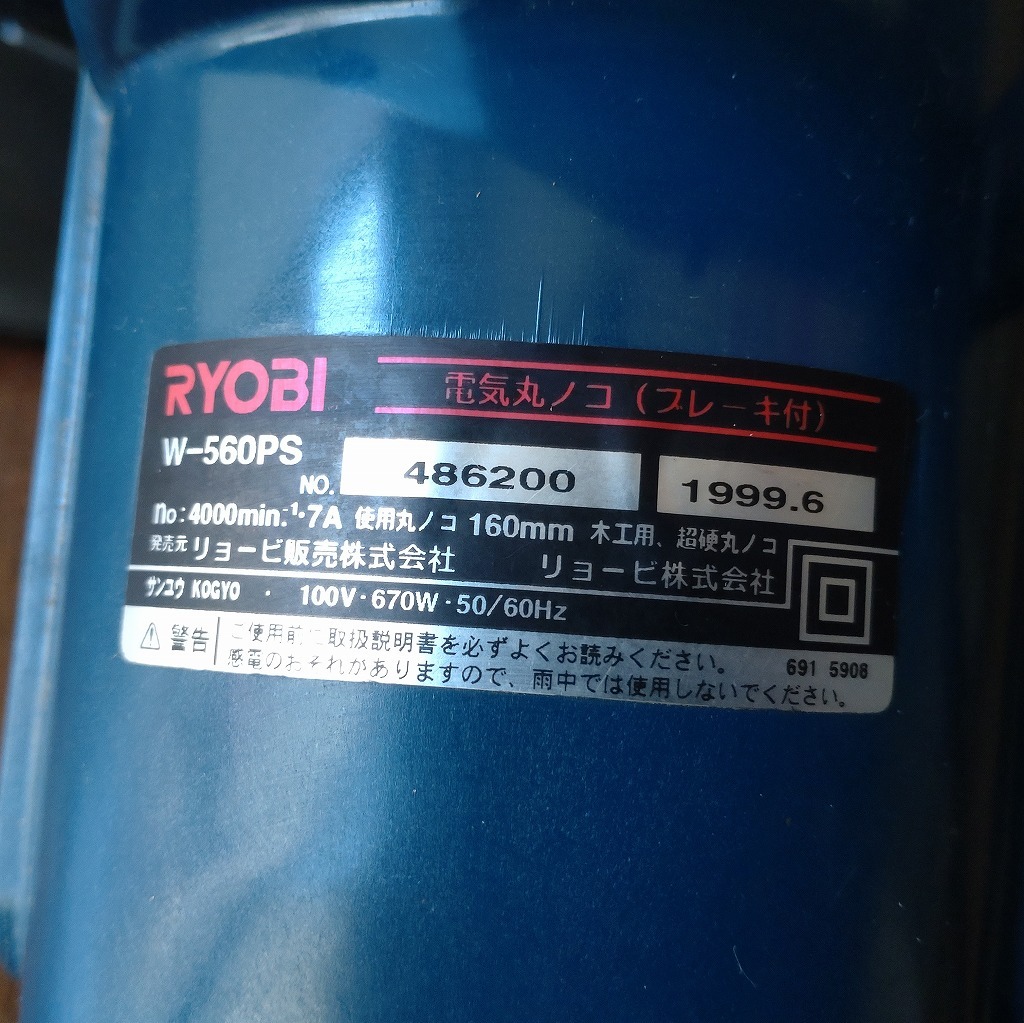 RYOBI 電気丸ノコ（ブレーキ付）
W-560PS
NO. 486200 1999.6
no:4000min.⁻¹・7A 使用丸ノコ 160mm 木工用、超硬丸ノコ
発売元 リョービ販売株式会社 リョービ株式会社
サンユウ KOGYO ・ 100V・670W・50/60Hz
⚠警告 ご使用前に取扱説明書を必ずよくお読みください。
感電のおそれがありますので、雨中では使用しないでください。
691 5908